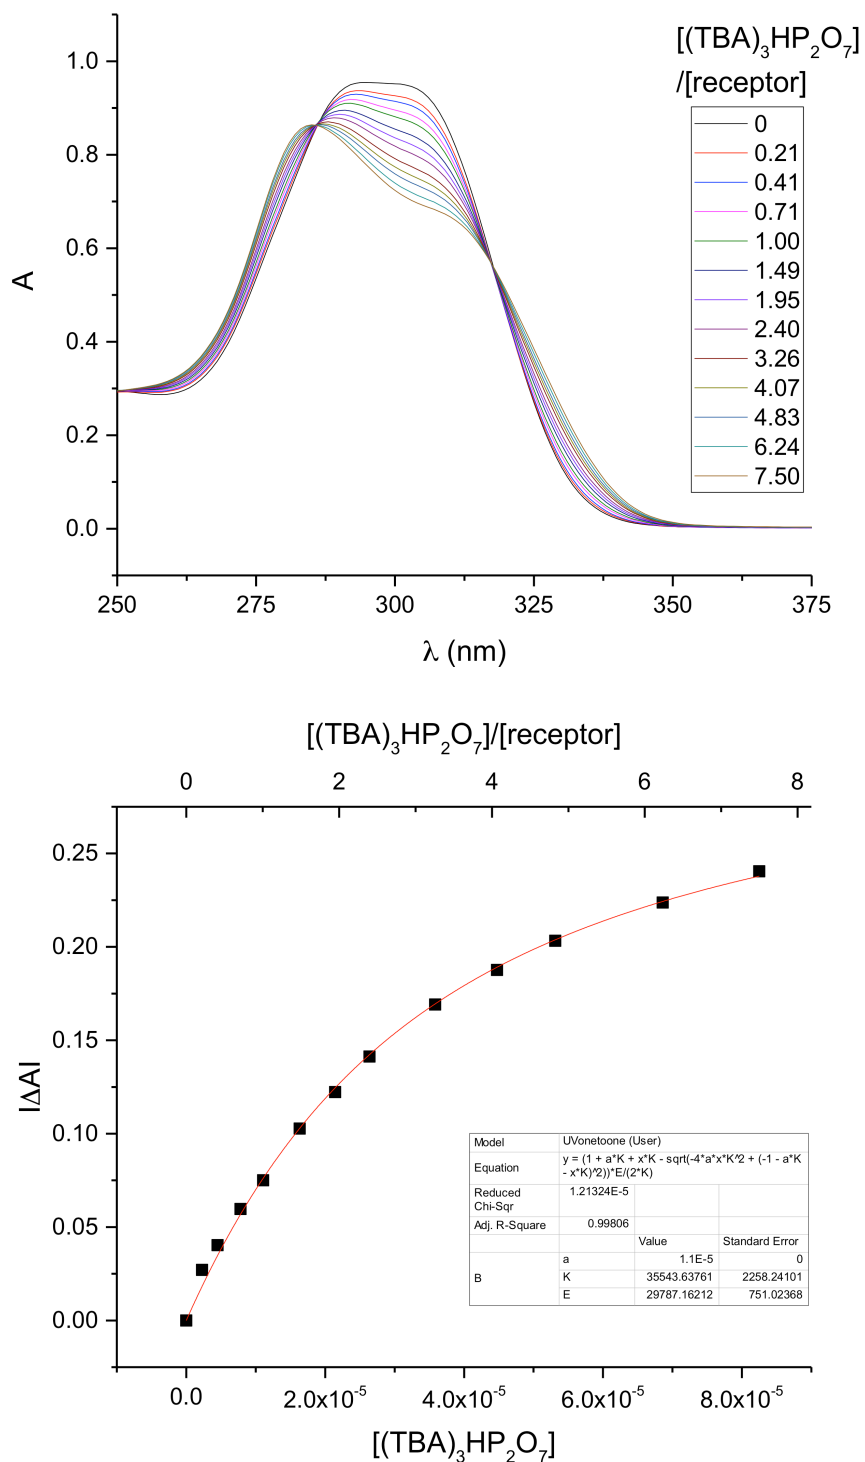 [(TBA)₃HP₂O₇]
/[receptor]
0
0.21
0.41
0.71
1.00
1.49
1.95
2.40
3.26
4.07
4.83
6.24
7.50
1.0
0.8
0.6
0.4
0.2
0.0
A
250 275 300 325 350 375
λ (nm)
[(TBA)₃HP₂O₇]/[receptor]
0 2 4 6 8
0.25
0.20
0.15
0.10
0.05
0.00
IΔAI
Model UVonetoone (User)
Equation y = (1 + a*K + x*K - sqrt(-4*a*x*K^2 + (-1 - a*K
- x*K)^2))*E/(2*K)
Reduced
Chi-Sqr 1.21324E-5
Adj. R-Square 0.99806
Value Standard Error
B a 1.1E-5 0
K 35543.63761 2258.24101
E 29787.16212 751.02368
0.0 2.0x10⁻⁵ 4.0x10⁻⁵ 6.0x10⁻⁵ 8.0x10⁻⁵
[(TBA)₃HP₂O₇]